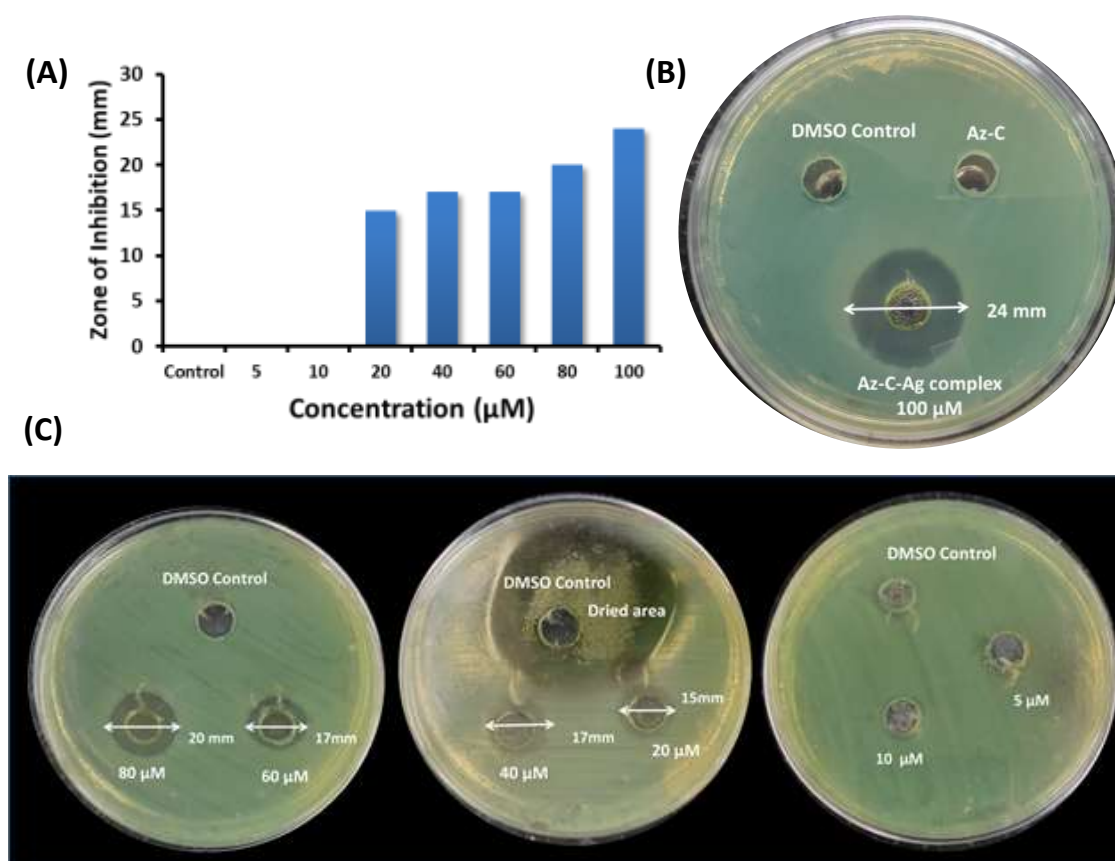 (A)
30
25
20
15
10
5
0
Zone of Inhibition (mm)
Control 5 10 20 40 60 80 100
Concentration (µM)
(B)
DMSO Control Az-C
24 mm
Az-C-Ag complex
100 µM
(C)
DMSO Control
20 mm 17mm
80 µM 60 µM
DMSO Control
Dried area
15mm
17mm
20 µM
40 µM
DMSO Control
5 µM
10 µM